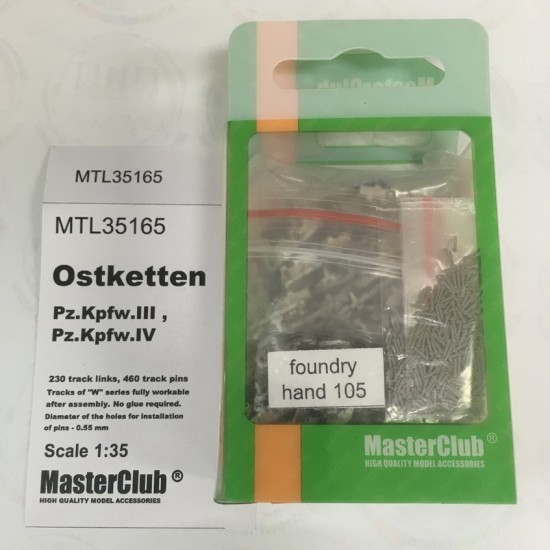 MTL35165
MTL35165
Ostketten
Pz.Kpfw.III ,
Pz.Kpfw.IV
230 track links, 460 track pins
Tracks of "W" series fully workable
after assembly. No glue required.
Diameter of the holes for installation
of pins - 0.55 mm
Scale 1:35
MasterClub ®
HIGH QUALITY MODEL ACCESSORIES
MasterClub
foundry
hand 105
MasterClub ®
HIGH QUALITY MODEL ACCESSORIES